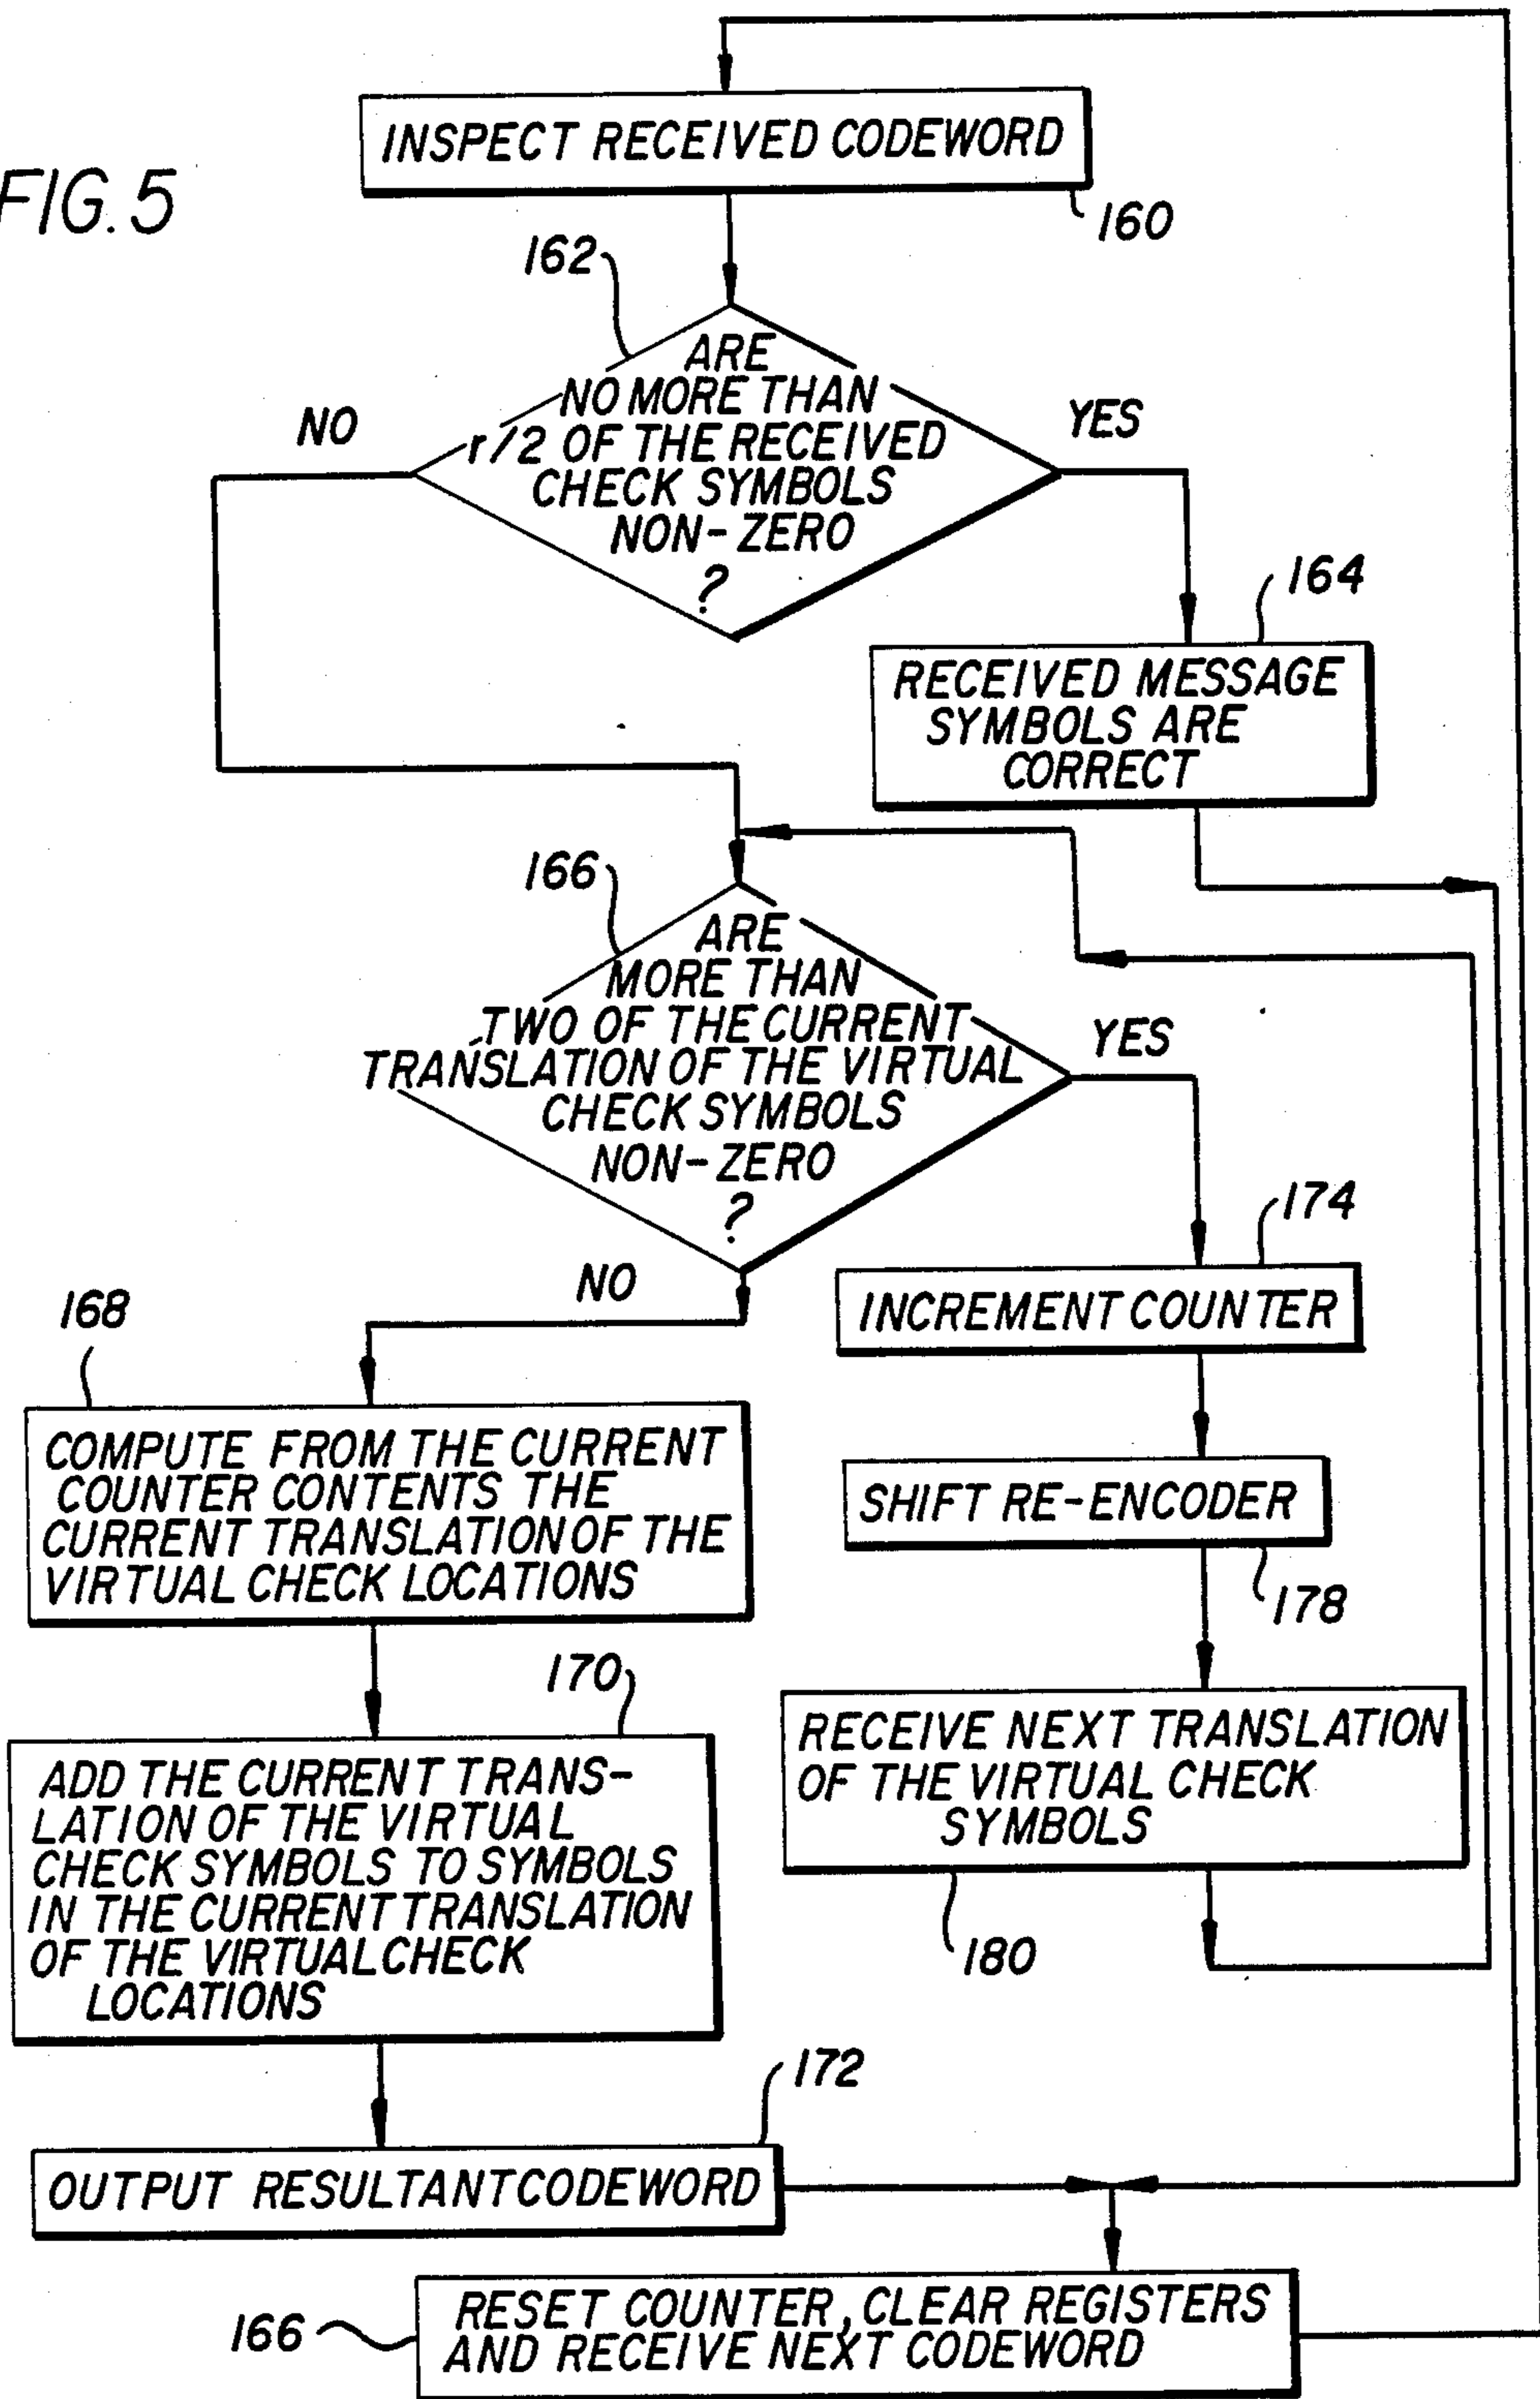 FIG. 5
INSPECT RECEIVED CODEWORD
160
162
ARE
NO MORE THAN
r/2 OF THE RECEIVED
CHECK SYMBOLS
NON-ZERO
?
NO
YES
164
RECEIVED MESSAGE
SYMBOLS ARE
CORRECT
166
ARE
MORE THAN
TWO OF THE CURRENT
TRANSLATION OF THE VIRTUAL
CHECK SYMBOLS
NON-ZERO
?
YES
NO
174
INCREMENT COUNTER
168
COMPUTE FROM THE CURRENT
COUNTER CONTENTS THE
CURRENT TRANSLATION OF THE
VIRTUAL CHECK LOCATIONS
SHIFT RE-ENCODER
178
170
ADD THE CURRENT TRANS-
LATION OF THE VIRTUAL
CHECK SYMBOLS TO SYMBOLS
IN THE CURRENT TRANSLATION
OF THE VIRTUAL CHECK
LOCATIONS
RECEIVE NEXT TRANSLATION
OF THE VIRTUAL CHECK
SYMBOLS
180
172
OUTPUT RESULTANT CODEWORD
166
RESET COUNTER, CLEAR REGISTERS
AND RECEIVE NEXT CODEWORD